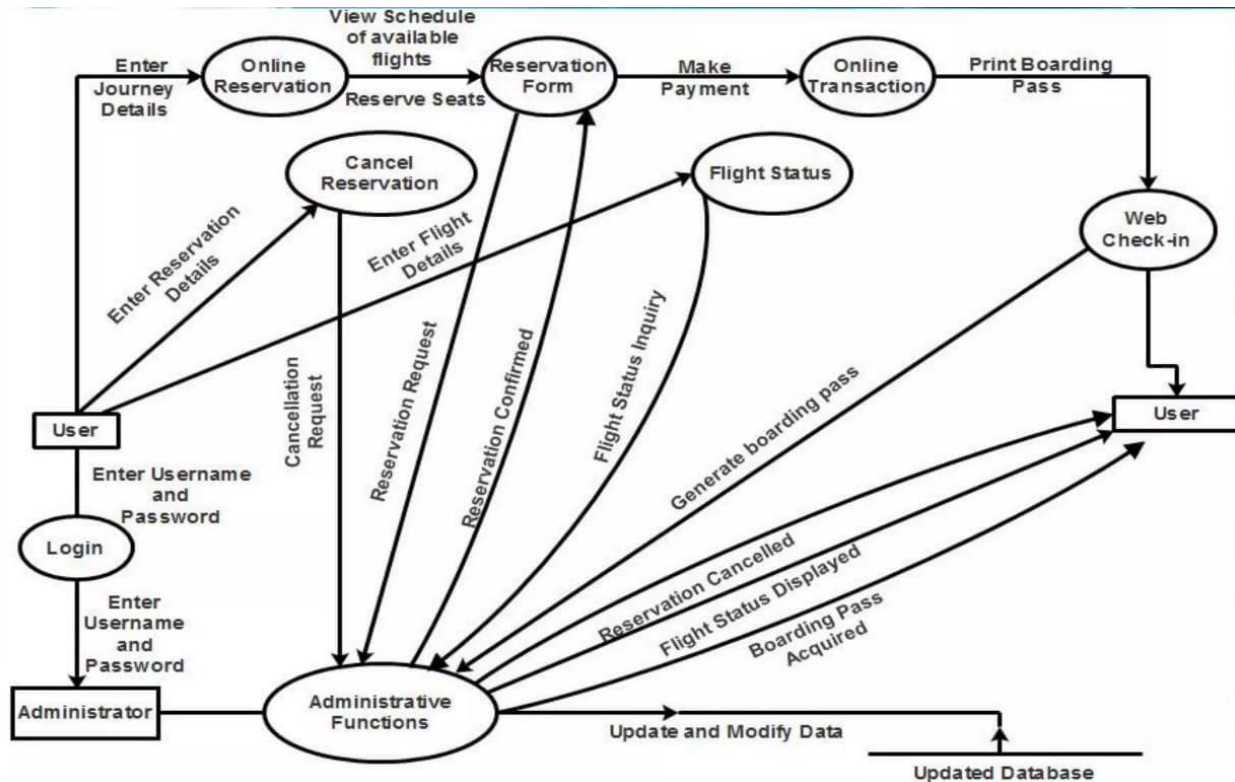 View Schedule
of available
flights
Enter
Journey
Details
Online
Reservation
Reserve Seats
Reservation
Form
Make
Payment
Online
Transaction
Print Boarding
Pass
Cancel
Reservation
Flight Status
Web
Check-in
Enter Reservation
Details
Enter Flight
Details
Cancellation
Request
Reservation Request
Reservation Confirmed
Flight Status Inquiry
Generate boarding pass
User
User
Enter Username
and
Password
Login
Enter
Username
and
Password
Reservation Cancelled
Flight Status Displayed
Boarding Pass
Acquired
Administrator
Administrative
Functions
Update and Modify Data
Updated Database